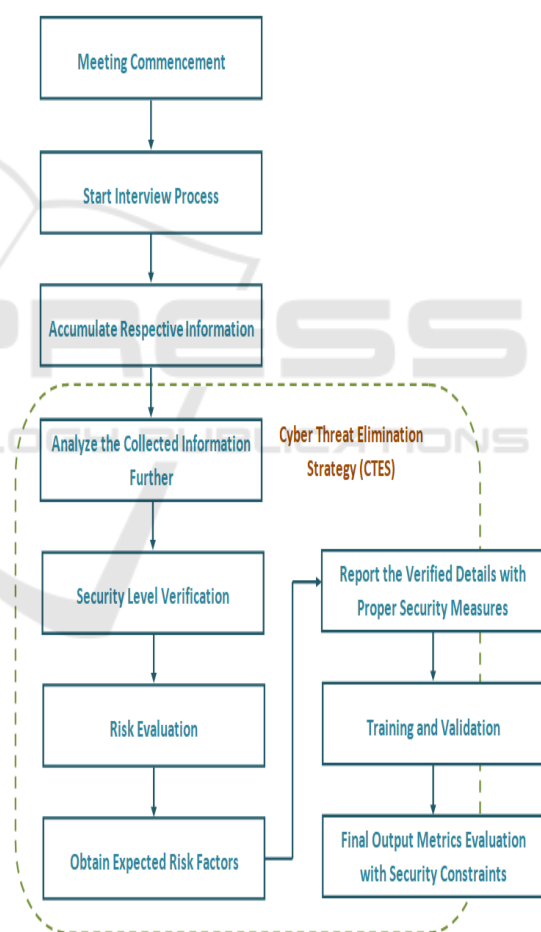 Meeting Commencement
Start Interview Process
Accumulate Respective Information
Analyze the Collected Information
Further
Cyber Threat Elimination
Strategy (CTES)
Security Level Verification
Risk Evaluation
Obtain Expected Risk Factors
Report the Verified Details with
Proper Security Measures
Training and Validation
Final Output Metrics Evaluation
with Security Constraints
PRESS
PUBLICATIONS